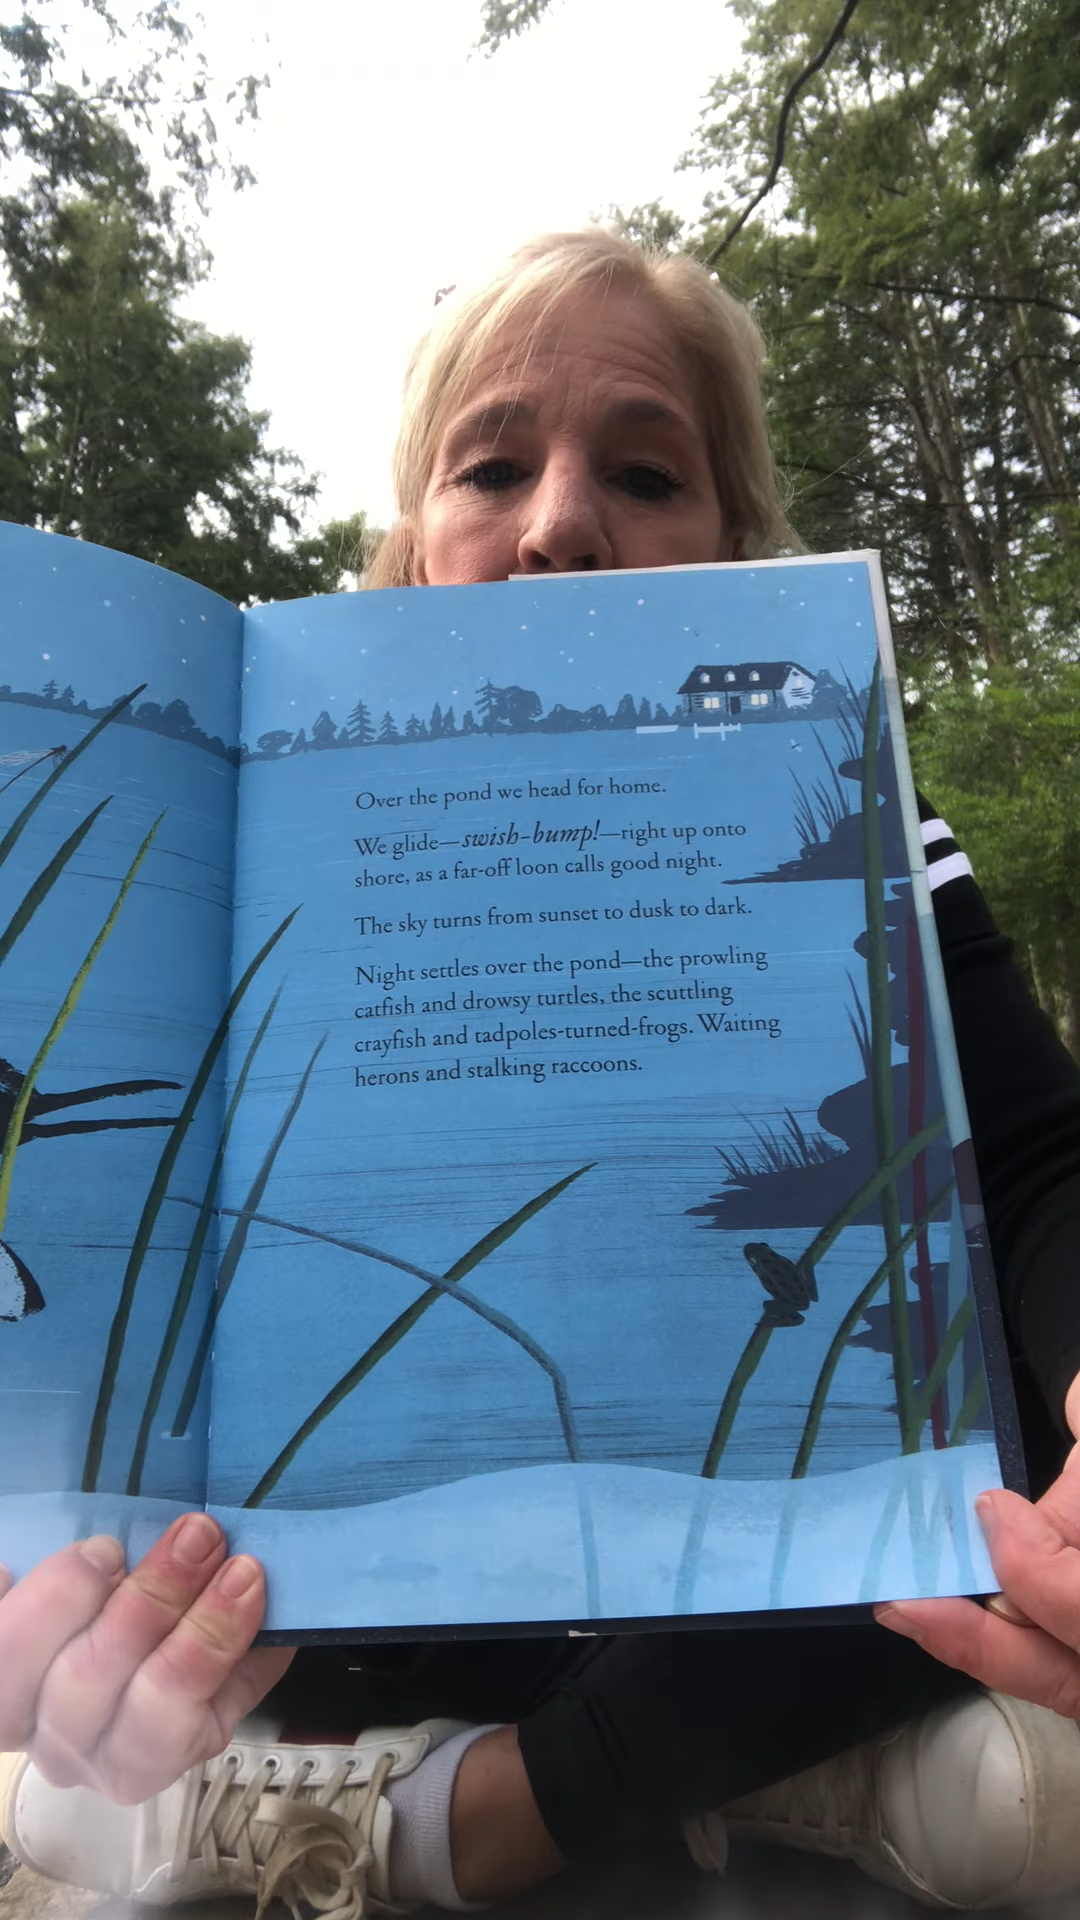 Over the pond we head for home.
We glide—swish-bump!—right up onto
shore, as a far-off loon calls good night.
The sky turns from sunset to dusk to dark.
Night settles over the pond—the prowling
catfish and drowsy turtles, the scuttling
crayfish and tadpoles-turned-frogs. Waiting
herons and stalking raccoons.